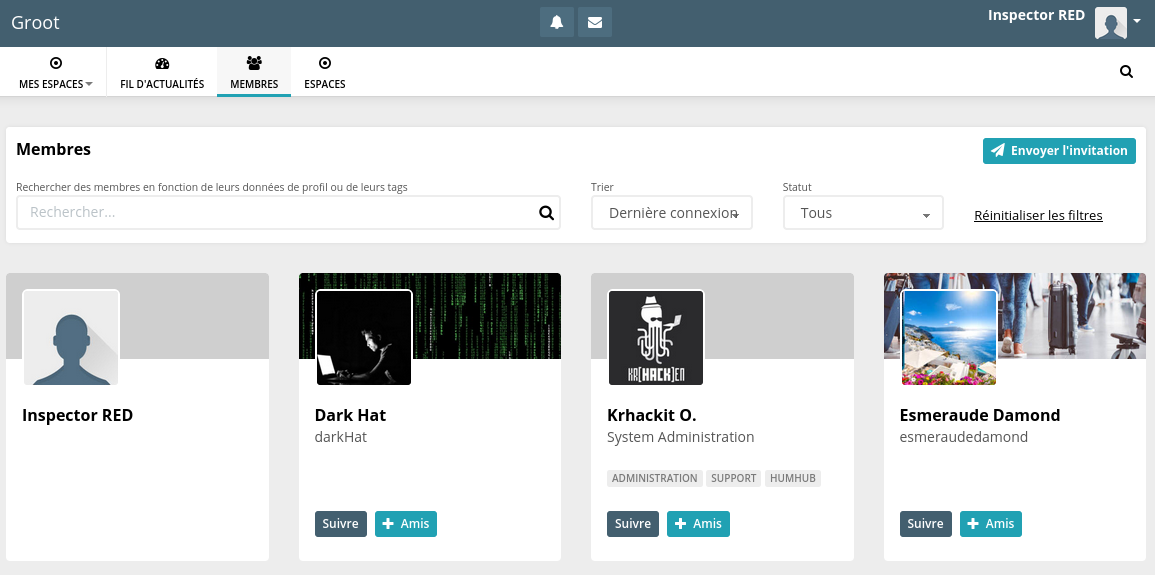 Groot
Inspector RED
MES ESPACES
FIL D'ACTUALITÉS
MEMBRES
ESPACES
Membres
Envoyer l'invitation
Rechercher des membres en fonction de leurs données de profil ou de leurs tags
Trier
Statut
Rechercher...
Dernière connexion
Tous
Réinitialiser les filtres
KR[HACK]EN
Inspector RED
Dark Hat
Krhackit O.
Esmeraude Damond
darkHat
System Administration
esmeraudedamond
ADMINISTRATION SUPPORT HUMHUB
Suivre Amis
Suivre Amis
Suivre Amis